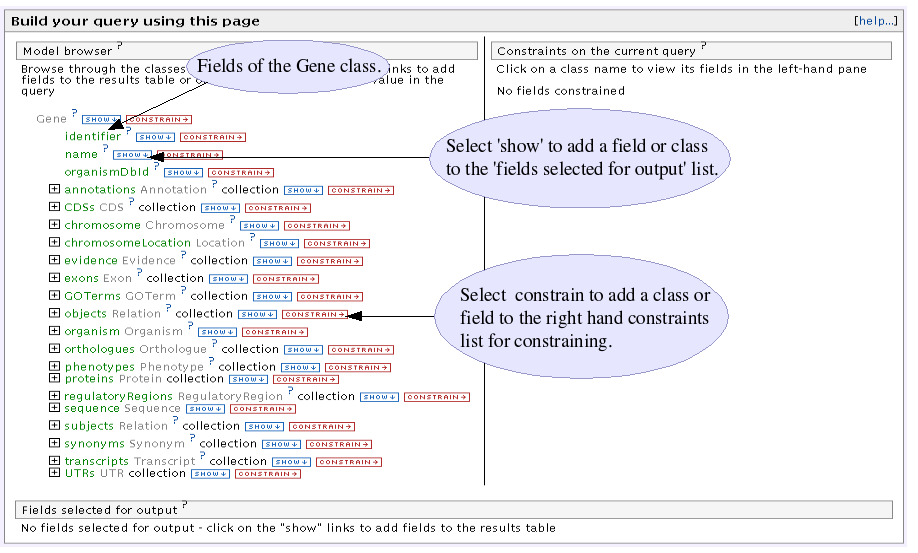 Build your query using this page [help...]
Model browser ?
Browse through the classes
Fields of the Gene class.
links to add
fields to the results table or
value in the
query
Gene ? SHOW↓ CONSTRAIN→
identifier ? SHOW↓ CONSTRAIN→
name ? SHOW↓ CONSTRAIN→
organismDbId ? SHOW↓ CONSTRAIN→
annotations Annotation ? collection SHOW↓ CONSTRAIN→
CDSs CDS ? collection SHOW↓ CONSTRAIN→
chromosome Chromosome ? SHOW↓ CONSTRAIN→
chromosomeLocation Location ? SHOW↓ CONSTRAIN→
evidence Evidence ? collection SHOW↓ CONSTRAIN→
exons Exon ? collection SHOW↓ CONSTRAIN→
GOTerms GOTerm ? collection SHOW↓ CONSTRAIN→
objects Relation ? collection SHOW↓ CONSTRAIN→
organism Organism ? SHOW↓ CONSTRAIN→
orthologues Orthologue ? collection SHOW↓ CONSTRAIN→
phenotypes Phenotype ? collection SHOW↓ CONSTRAIN→
proteins Protein collection SHOW↓ CONSTRAIN→
regulatoryRegions RegulatoryRegion ? collection SHOW↓ CONSTRAIN→
sequence Sequence SHOW↓ CONSTRAIN→
subjects Relation ? collection SHOW↓ CONSTRAIN→
synonyms Synonym ? collection SHOW↓ CONSTRAIN→
transcripts Transcript ? collection SHOW↓ CONSTRAIN→
UTRs UTR collection SHOW↓ CONSTRAIN→
Constraints on the current query ?
Click on a class name to view its fields in the left-hand pane
No fields constrained
Select 'show' to add a field or class
to the 'fields selected for output' list.
Select constrain to add a class or
field to the right hand constraints
list for constraining.
Fields selected for output ?
No fields selected for output - click on the "show" links to add fields to the results table